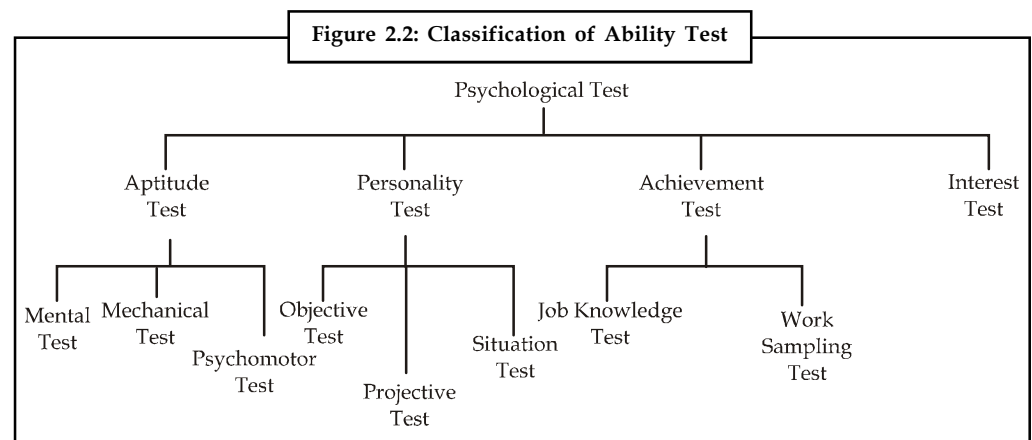 Figure 2.2: Classification of Ability Test
Psychological Test
Aptitude
Test
Personality
Test
Achievement
Test
Interest
Test
Mental
Test
Mechanical
Test
Psychomotor
Test
Objective
Test
Projective
Test
Situation
Test
Job Knowledge
Test
Work
Sampling
Test